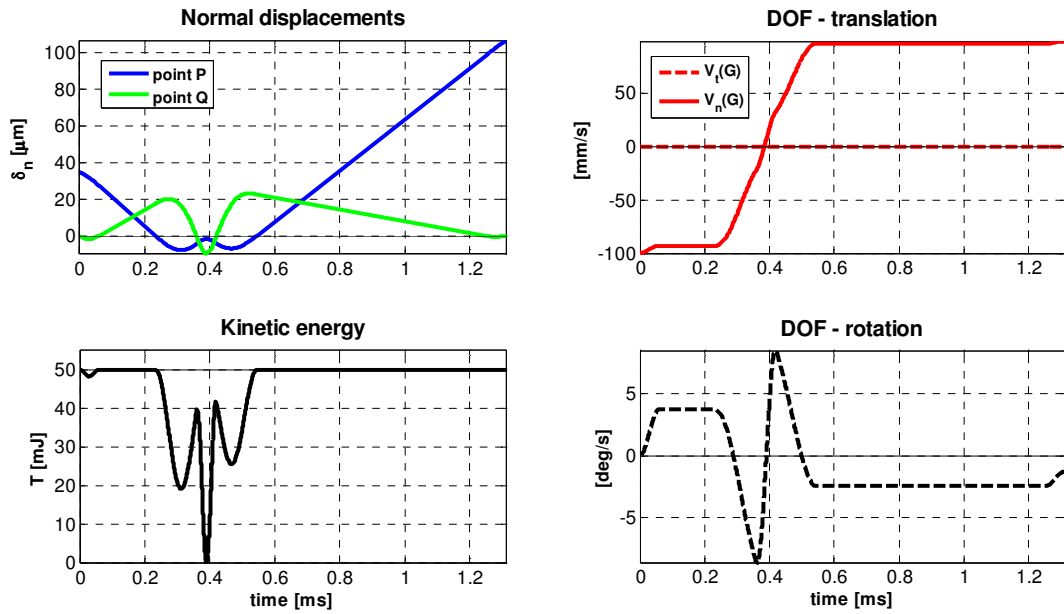 Normal displacements
δn [μm]
100
80
60
40
20
0
point P
point Q
0 0.2 0.4 0.6 0.8 1 1.2
DOF - translation
[mm/s]
50
0
-50
-100
Vt(G)
Vn(G)
0 0.2 0.4 0.6 0.8 1 1.2
Kinetic energy
T [mJ]
50
40
30
20
10
0
0 0.2 0.4 0.6 0.8 1 1.2
time [ms]
DOF - rotation
[deg/s]
5
0
-5
0 0.2 0.4 0.6 0.8 1 1.2
time [ms]